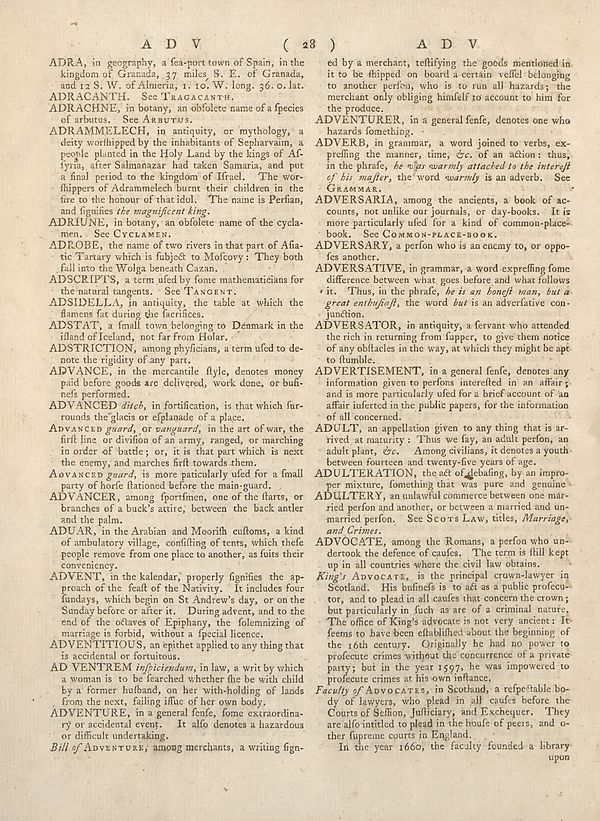 A D V ( 28 ) A D V
ADRA, in geography, a ſea-port town of Spain, in the
kingdom of Granada, 37 miles S. E. of Granada,
and 12 S. W. of Almeria, 1. 10. W. long. 36. 0. lat.
ADRACANTH. See TRAGACANTH.
ADRACHNE, in botany, an obſolete name of a ſpecies
of arbutus. See ARBUTUS.
ADRAMMELECH, in antiquity, or mythology, a
deity worſhipped by the inhabitants of Sepharvaim, a
people planted in the Holy Land by the kings of Aſ-
ſyria, after Salmanazar had taken Samaria, and put
a final period to the kingdom of Iſrael. The wor-
ſhippers of Adrammelech burnt their children in the
fire to the honour of that idol. The name is Perſian,
and ſignifies the magnificent king.
ADRIUNE, in botany, an obſolete name of the cycla-
men. See CYCLAMEN.
ADROBE, the name of two rivers in that part of Aſia-
tic Tartary which is ſubject to Moſcovy: They both
fall into the Wolga beneath Cazan.
ADSCRIPTS, a term uſed by ſome mathematicians for
the natural tangents. See TANGENT.
ADSIDELLA, in antiquity, the table at which the
flamens ſat during the ſacrifices.
ADSTAT, a ſmall town belonging to Denmark in the
iſland of Iceland, not far from Holar.
ADSTRICTION, among phyſicians, a term uſed to de-
note the rigidity of any part.
ADVANCE, in the mercantile ſtyle, denotes money
paid before goods are delivered, work done, or buſi-
neſs performed.
ADVANCED ditch, in fortification, is that which ſur-
rounds the glacis or eſplanade of a place.
ADVANCED guard, or vanguard, in the art of war, the
firſt line or diviſion of an army, ranged, or marching
in order of battle; or, it is that part which is next
the enemy, and marches firſt towards them.
ADVANCED guard, is more paticularly uſed for a ſmall
party of horſe ſtationed before the main-guard.
ADVANCER, among ſportſmen, one of the ſtarts, or
branches of a buck's attire, between the back antler
and the palm.
ADUAR, in the Arabian and Mooriſh cuſtoms, a kind
of ambulatory village, conſiſting of tents, which theſe
people remove from one place to another, as ſuits their
conveniency.
ADVENT, in the kalendar, properly ſignifies the ap-
proach of the feaſt of the Nativity. It includes four
ſundays, which begin on St Andrew's day, or on the
Sunday before or after it. During advent, and to the
end of the octaves of Epiphany, the ſolemnizing of
marriage is forbid, without a ſpecial licence.
ADVENTITIOUS, an epithet applied to any thing that
is accidental or fortuitous.
AD VENTREM inſpiciendum, in law, a writ by which
a woman is to be ſearched whether ſhe be with child
by a former huſband, on her with-holding of lands
from the next, failing iſſue of her own body.
ADVENTURE, in a general ſenſe, ſome extraordina-
ry or accidental event. It alſo denotes a hazardous
or difficult undertaking.
Bill of ADVENTURE, among merchants, a writing ſign-
ed by a merchant, teſtifying the goods mentioned in
it to be ſhipped on board a certain veſſel belonging
to another perſon, who is to run all hazards; the
merchant only obliging himſelf to account to him for
the produce.
ADVENTURER, in a general ſenſe, denotes one who
hazards ſomething.
ADVERB, in grammar, a word joined to verbs, ex-
preſſing the manner, time, &c. of an action: thus,
in the phraſe, he was warmly attached to the intereſt
of his maſter, the word warmly is an adverb. See
GRAMMAR.
ADVERSARIA, among the ancients, a book of ac-
counts, not unlike our journals, or day-books. It is
more particularly uſed for a kind of common-place-
book. See COMMON-PLACE-BOOK.
ADVERSARY, a perſon who is an enemy to, or oppo-
ſes another.
ADVERSATIVE, in grammar, a word expreſſing ſome
difference between what goes before and what follows
it. Thus, in the phraſe, he is an honeſt man, but a
great enthuſiaſt, the word but is an adverſative con-
junction.
ADVERSATOR, in antiquity, a ſervant who attended
the rich in returning from ſupper, to give them notice
of any obſtacles in the way, at which they might be apt
to ſtumble.
ADVERTISEMENT, in a general ſenſe, denotes any
information given to perſons intereſted in an affair;
and is more particularly uſed for a brief account of an
affair inſerted in the public papers, for the information
of all concerned.
ADULT, an appellation given to any thing that is ar-
rived at maturity: Thus we ſay, an adult perſon, an
adult plant, &c. Among civilians, it denotes a youth
between fourteen and twenty-five years of age.
ADULTERATION, the act of debaſing, by an impro-
per mixture, ſomething that was pure and genuine
ADULTERY, an unlawful commerce between one mar-
ried perſon and another, or between a married and un-
married perſon. See SCOTS LAW, titles, Marriage,
and Crimes.
ADVOCATE, among the Romans, a perſon who un-
dertook the defence of cauſes. The term is ſtill kept
up in all countries where the civil law obtains.
King's ADVOCATE, is the principal crown-lawyer in
Scotland. His buſineſs is to act as a public proſecu-
tor, and to plead in all cauſes that concern the crown;
but particularly in ſuch as are of a criminal nature.
The office of King's advocate is not very ancient: It
ſeems to have been eſtabliſhed about the beginning of
the 16th century. Originally he had no power to
proſecute crimes without the concurrence of a private
party; but in the year 1597, he was impowered to
proſecute crimes at his own inſtance.
Faculty of ADVOCATES, in Scotland, a reſpectable bo-
dy of lawyers, who plead in all cauſes before the
Courts of Seſſion, Juſticiary, and Exchequer. They
are alſo intitled to plead in the houſe of peers, and o-
ther ſupreme courts in England.
In the year 1660, the faculty founded a library
upon